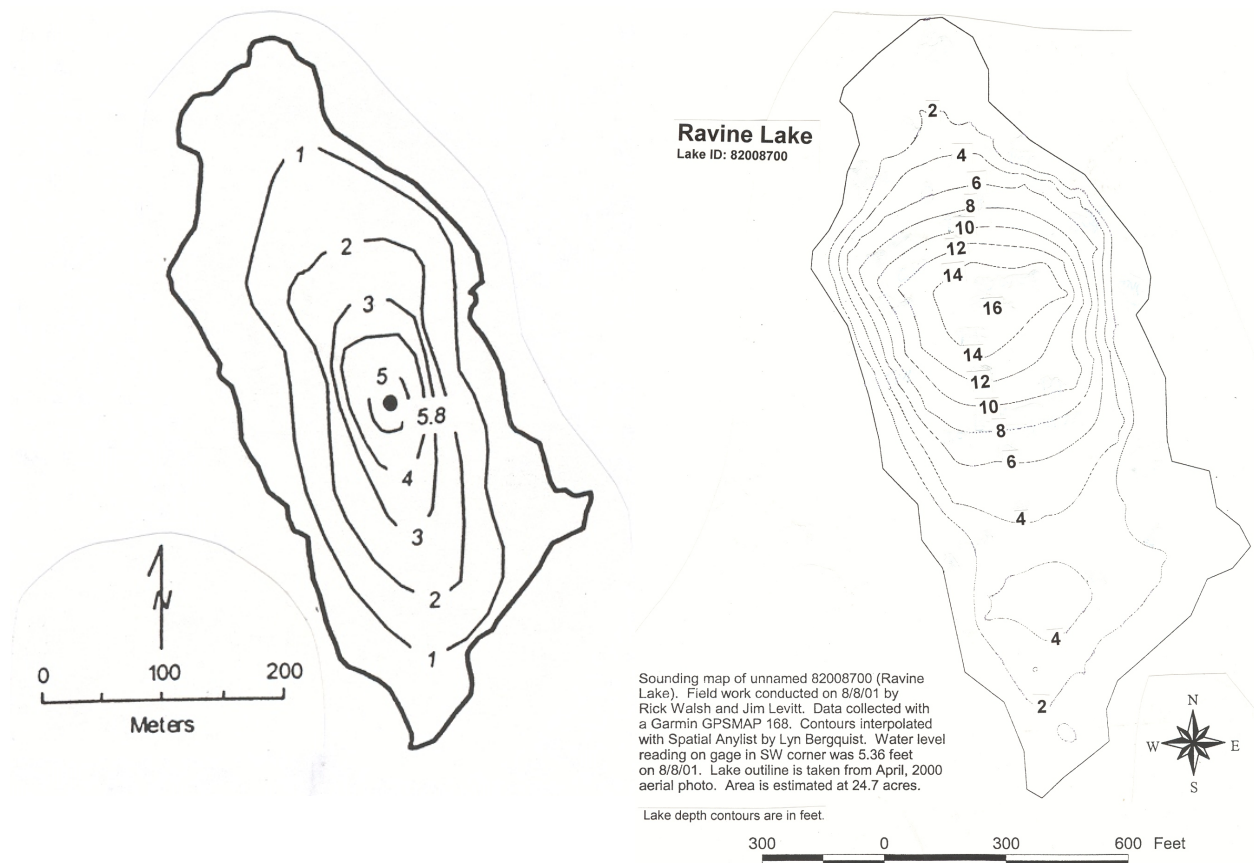 1
2
3
5
5.8
4
3
2
1
N
0 100 200
Meters
Ravine Lake
Lake ID: 82008700
2
4
6
8
10
12
14
16
14
12
10
8
6
4
4
2
Sounding map of unnamed 82008700 (Ravine
Lake). Field work conducted on 8/8/01 by
Rick Walsh and Jim Levitt. Data collected with
a Garmin GPSMAP 168. Contours interpolated
with Spatial Anylist by Lyn Bergquist. Water level
reading on gage in SW corner was 5.36 feet
on 8/8/01. Lake outiline is taken from April, 2000
aerial photo. Area is estimated at 24.7 acres.
Lake depth contours are in feet.
N
W E
S
300 0 300 600 Feet